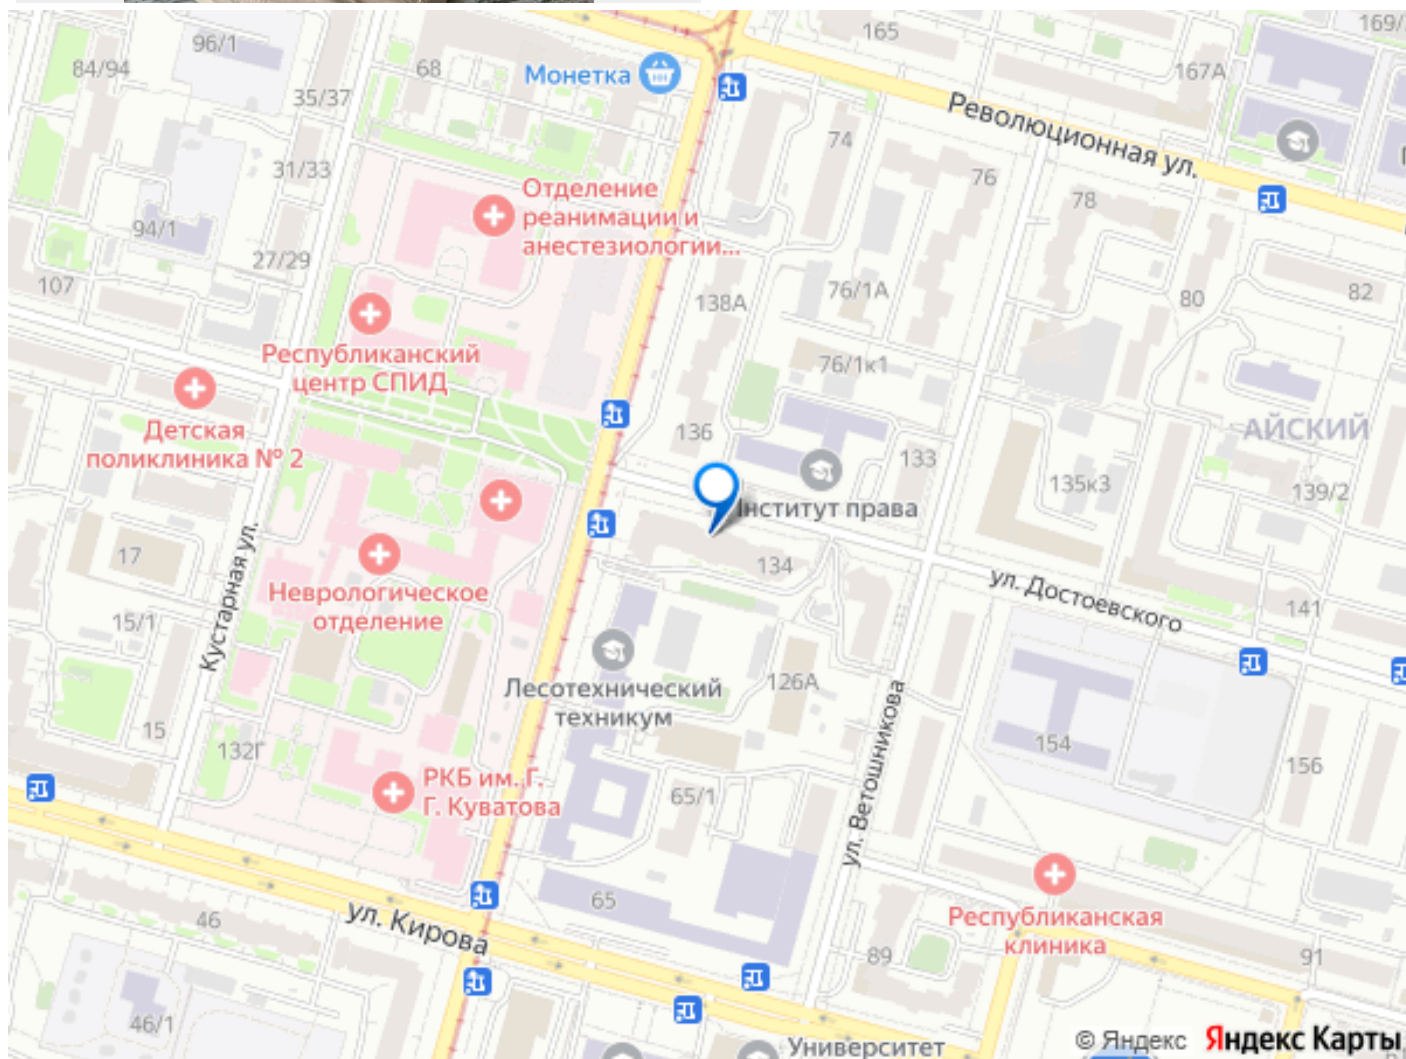 96/1
84/94
68
35/37
Монетка
165
169/
167А
Революционная ул.
74
31/33
Отделение
реанимации и
анестезиологии...
76
78
94/1
27/29
107
138А
76/1А
80
82
Республиканский
центр СПИД
76/1к1
Детская
поликлиника № 2
136
133
АЙСКИЙ
135к3
139/2
Институт права
17
134
Неврологическое
отделение
ул. Достоевского
141
15/1
Кустарная ул.
Лесотехнический
техникум
126А
15
132Г
154
156
РКБ им. Г.
Г. Куватова
65/1
ул. Ветошникова
65
46
ул. Кирова
Республиканская
клиника
89
91
46/1
Университет
© Яндекс Яндекс Карты